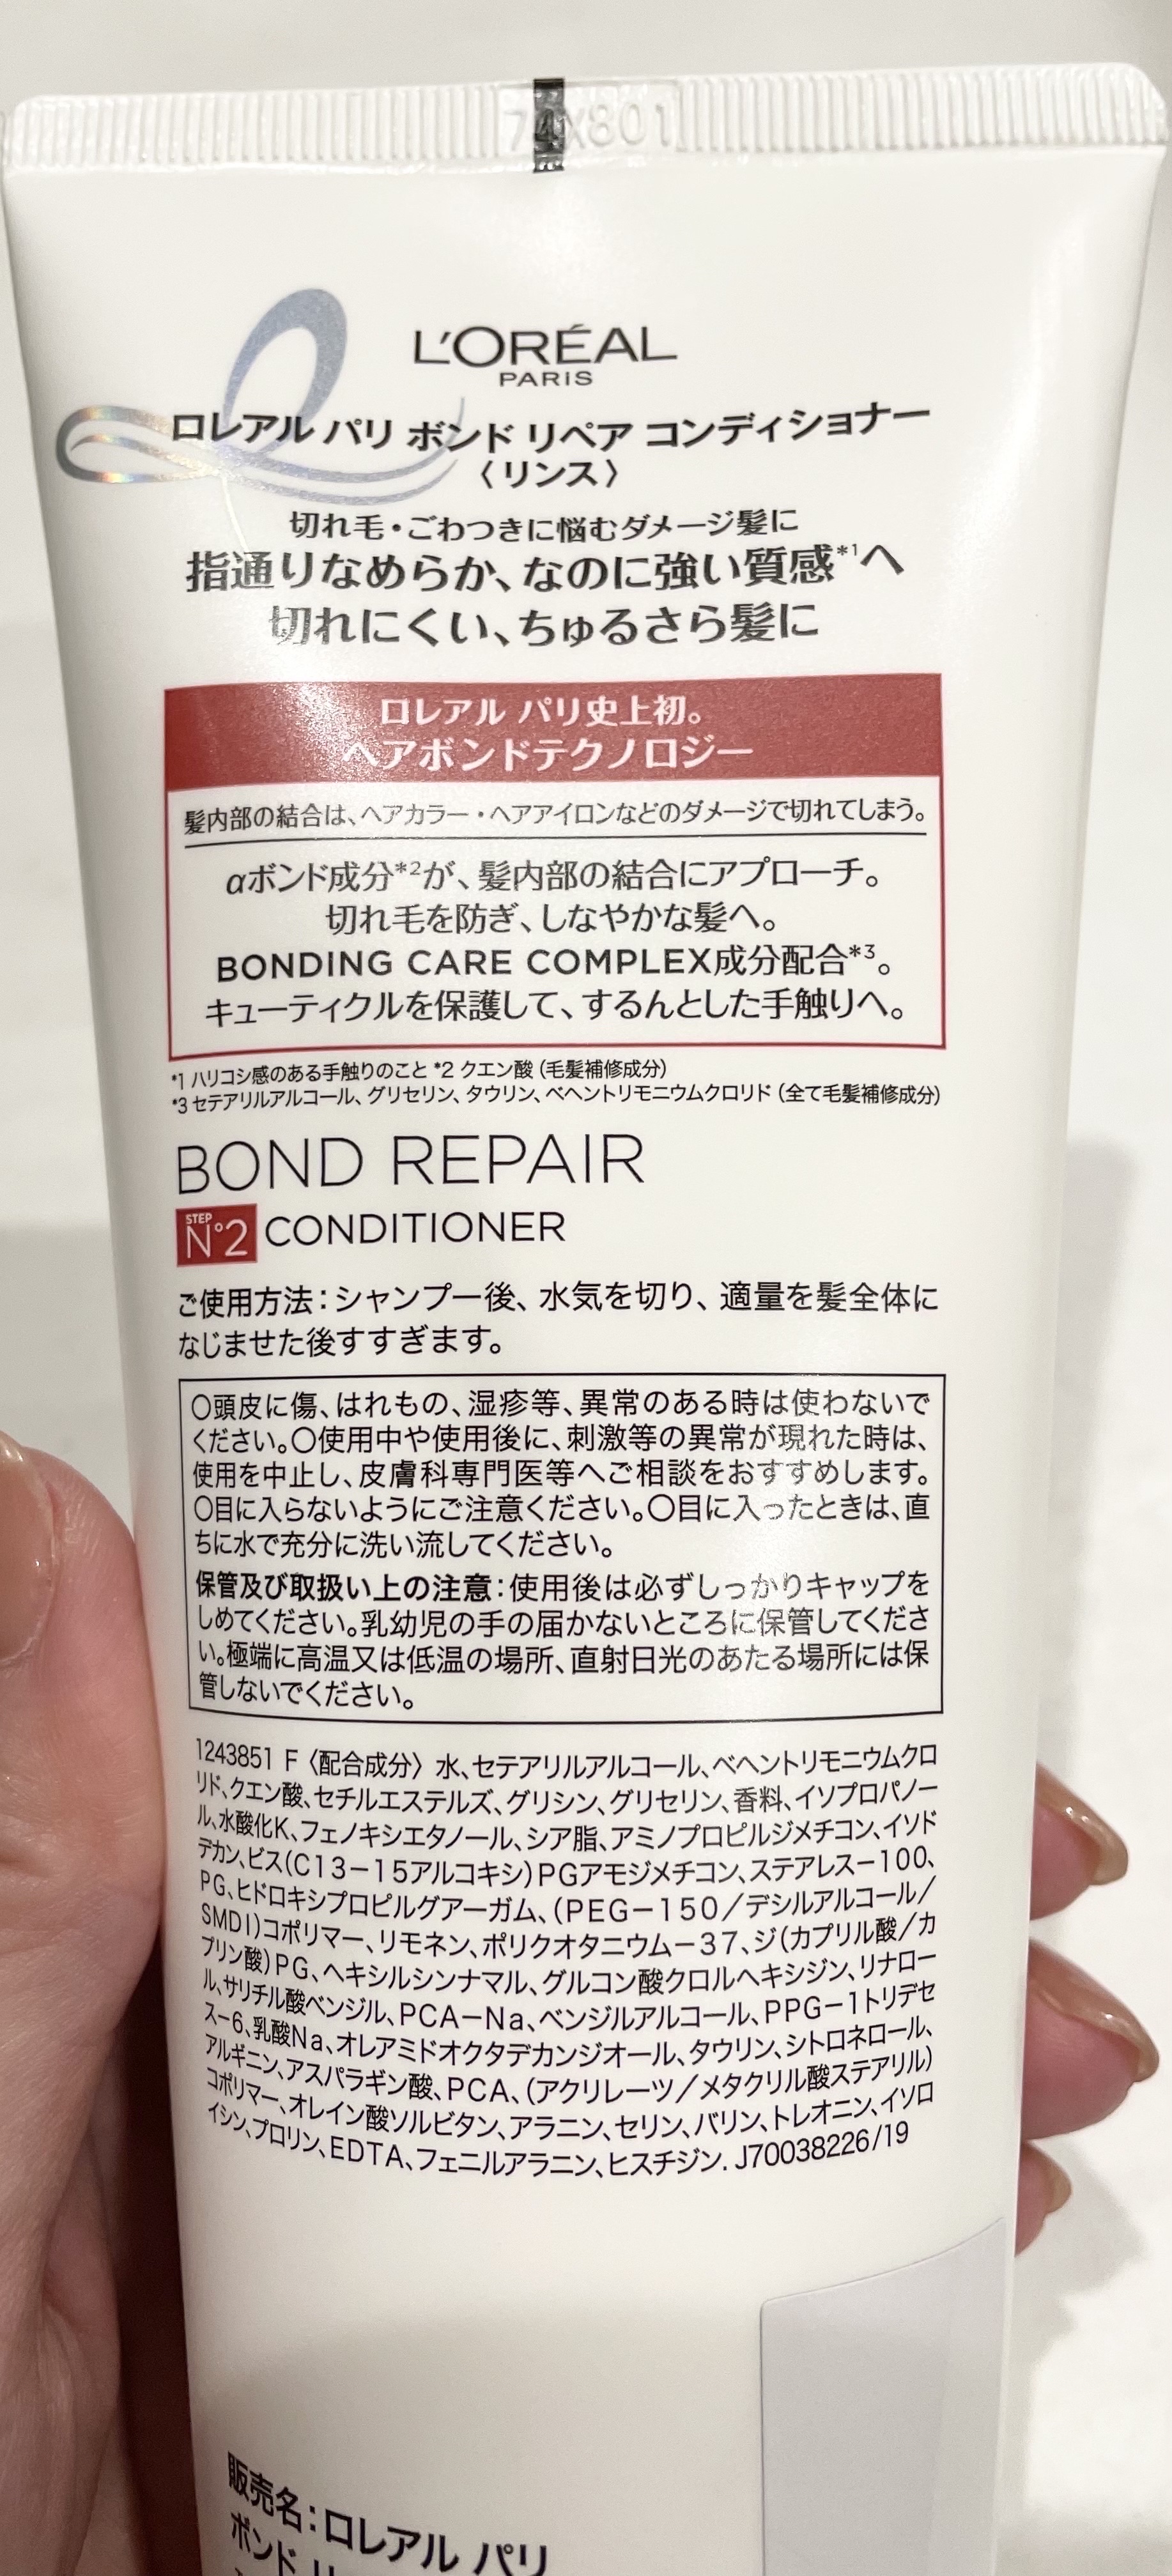 74X801
L'ORÉAL
PARIS
ロレアル パリ ボンド リペア コンディショナー
〈リンス〉
切れ毛・ごわつきに悩むダメージ髪に
指通りなめらか、なのに強い質感*1へ
切れにくい、ちゅるさら髪に
ロレアル パリ史上初。
ヘアボンドテクノロジー
髪内部の結合は、ヘアカラー・ヘアアイロンなどのダメージで切れてしまう。
αボンド成分*2が、髪内部の結合にアプローチ。
切れ毛を防ぎ、しなやかな髪へ。
BONDING CARE COMPLEX成分配合*3。
キューティクルを保護して、するんとした手触りへ。
*1 ハリコシ感のある手触りのこと *2 クエン酸 (毛髪補修成分)
*3 セテアリルアルコール、グリセリン、タウリン、ベヘントリモニウムクロリド (全て毛髪補修成分)
BOND REPAIR
STEP
N°2 CONDITIONER
ご使用方法:シャンプー後、水気を切り、適量を髪全体に
なじませた後すすぎます。
〇頭皮に傷、はれもの、湿疹等、異常のある時は使わないで
ください。〇使用中や使用後に、刺激等の異常が現れた時は、
使用を中止し、皮膚科専門医等へご相談をおすすめします。
〇目に入らないようにご注意ください。〇目に入ったときは、直
ちに水で充分に洗い流してください。
保管及び取扱い上の注意:使用後は必ずしっかりキャップを
しめてください。乳幼児の手の届かないところに保管してくださ
い。極端に高温又は低温の場所、直射日光のあたる場所には保
管しないでください。
1243851 F〈配合成分〉水、セテアリルアルコール、ベヘントリモニウムクロ
リド、クエン酸、セチルエステルズ、グリシン、グリセリン、香料、イソプロパノー
ル、水酸化K、フェノキシエタノール、シア脂、アミノプロピルジメチコン、イソド
デカン、ビス(C13-15アルコキシ)PGアモジメチコン、ステアレス-100、
PG、ヒドロキシプロピルグアーガム、(PEG-150/デシルアルコール/
SMDI)コポリマー、リモネン、ポリクオタニウム-37、ジ(カプリル酸/カ
プリン酸)PG、ヘキシルシンナマル、グルコン酸クロルヘキシジン、リナロー
ル、サリチル酸ベンジル、PCA-Na、ベンジルアルコール、PPG-1トリデセ
ス-6、乳酸Na、オレアミドオクタデカンジオール、タウリン、シトロネロール、
アルギニン、アスパラギン酸、PCA、(アクリレーツ/メタクリル酸ステアリル)
コポリマー、オレイン酸ソルビタン、アラニン、セリン、バリン、トレオニン、イソロ
イシン、プロリン、EDTA、フェニルアラニン、ヒスチジン. J70038226/19
販売名:ロレアル パリ
ボンド リ